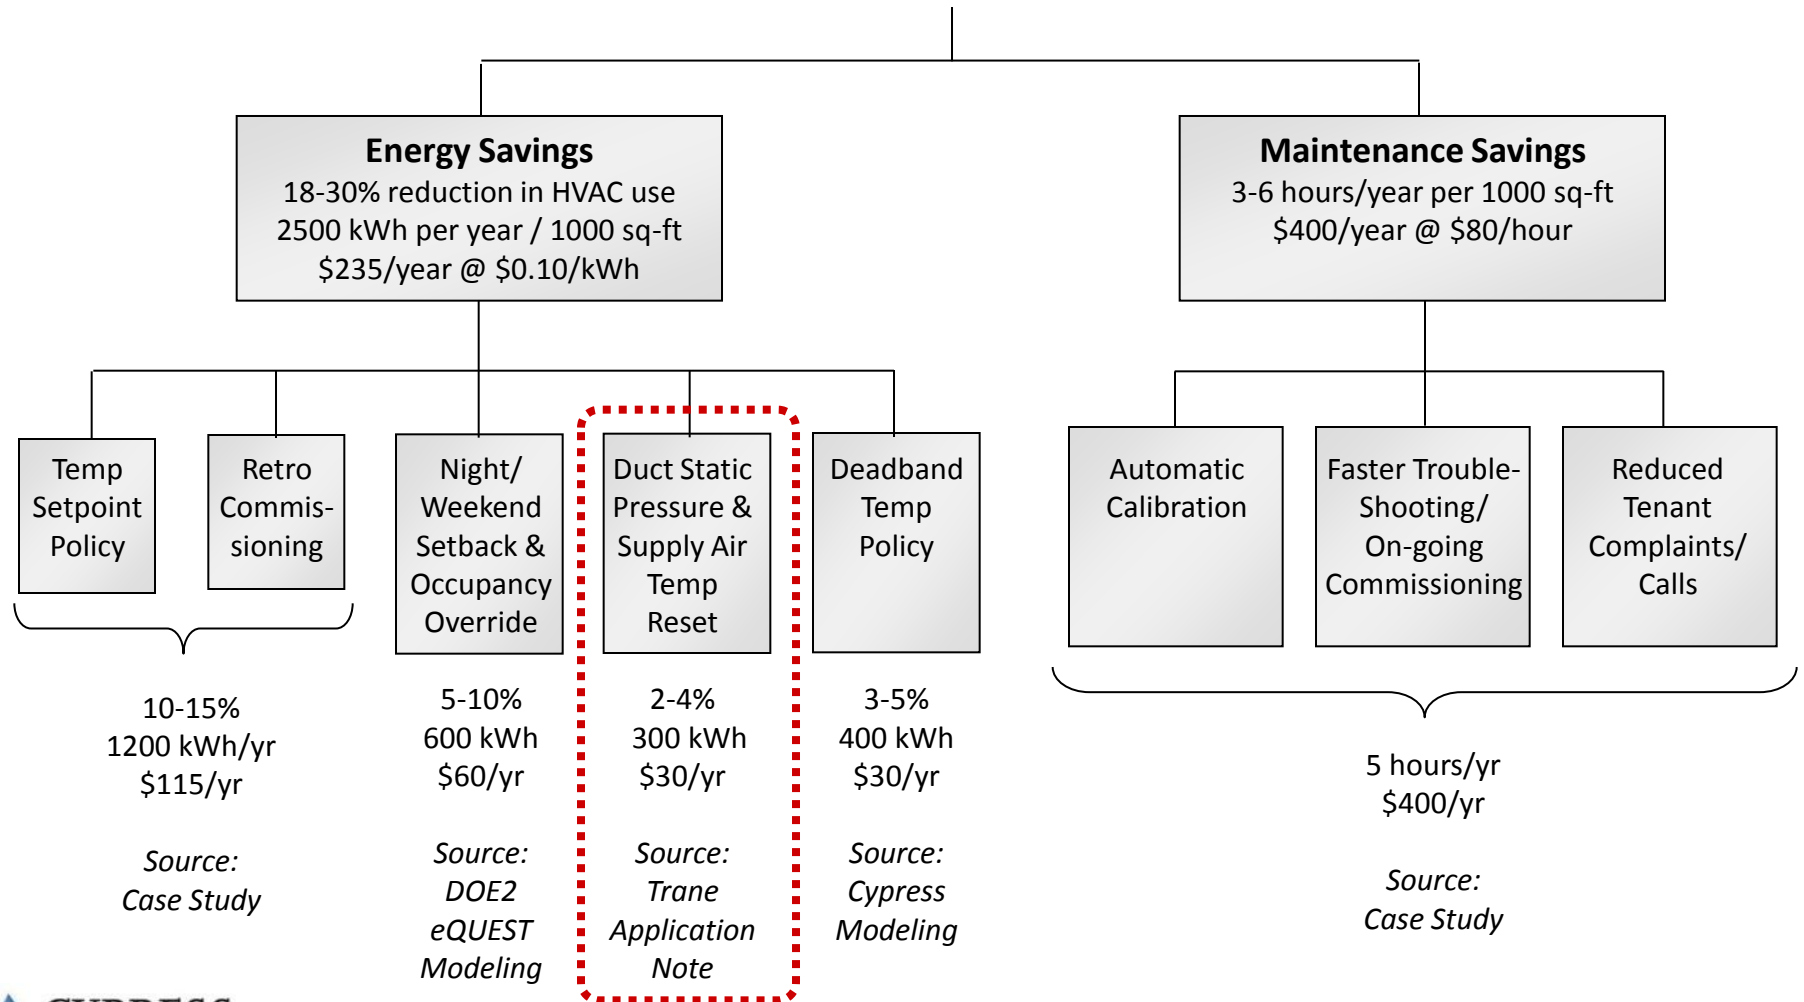 Energy Savings
18-30% reduction in HVAC use
2500 kWh per year / 1000 sq-ft
$235/year @ $0.10/kWh
Maintenance Savings
3-6 hours/year per 1000 sq-ft
$400/year @ $80/hour
Temp
Setpoint
Policy
Retro
Commis-
sioning
10-15%
1200 kWh/yr
$115/yr
Source:
Case Study
Night/
Weekend
Setback &
Occupancy
Override
5-10%
600 kWh
$60/yr
Source:
DOE2
eQUEST
Modeling
Duct Static
Pressure &
Supply Air
Temp
Reset
2-4%
300 kWh
$30/yr
Source:
Trane
Application
Note
Deadband
Temp
Policy
3-5%
400 kWh
$30/yr
Source:
Cypress
Modeling
Automatic
Calibration
Faster Trouble-
Shooting/
On-going
Commissioning
Reduced
Tenant
Complaints/
Calls
5 hours/yr
$400/yr
Source:
Case Study